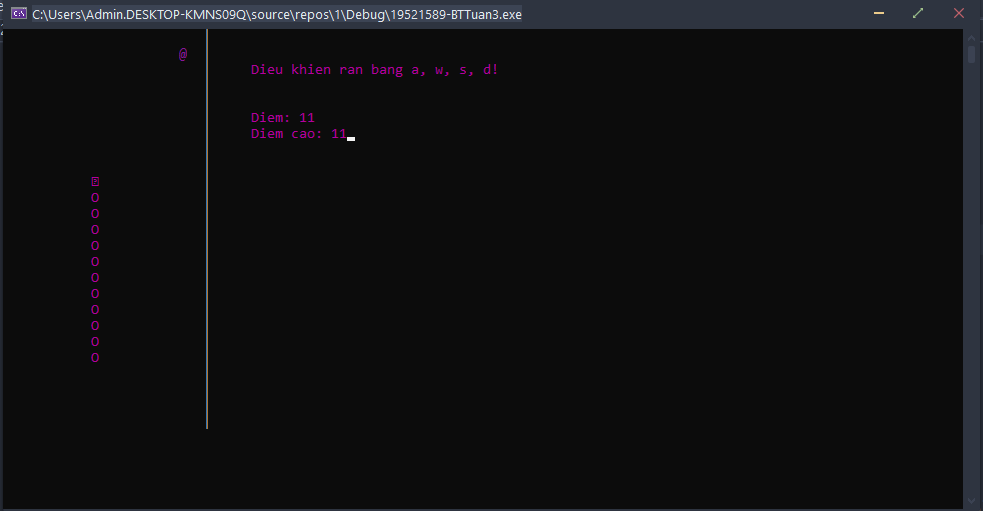 C:\Users\Admin.DESKTOP-KMNS09Q\source\repos\1\Debug\19521589-BTTuan3.exe
@
Dieu khien ran bang a, w, s, d!
Diem: 11
Diem cao: 11
O
O
O
O
O
O
O
O
O
O
O